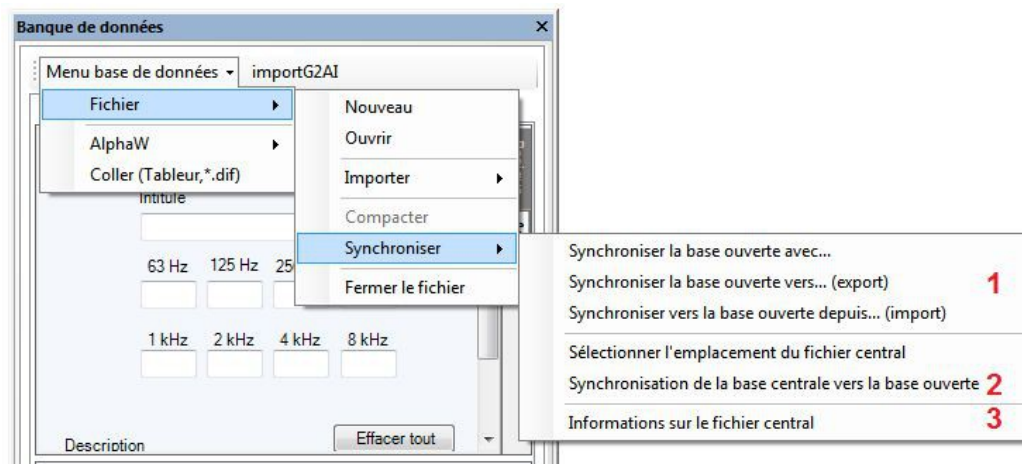 Banque de données
Menu base de données importG2AI
Fichier
AlphaW
Coller (Tableur,*.dif)
Nouveau
Ouvrir
Importer
Compacter
Synchroniser
Fermer le fichier
Synchroniser la base ouverte avec...
Synchroniser la base ouverte vers... (export) 1
Synchroniser vers la base ouverte depuis... (import)
Sélectionner l'emplacement du fichier central
Synchronisation de la base centrale vers la base ouverte 2
Informations sur le fichier central 3
Intitulé
63 Hz 125 Hz
1 kHz 2 kHz 4 kHz 8 kHz
Description Effacer tout